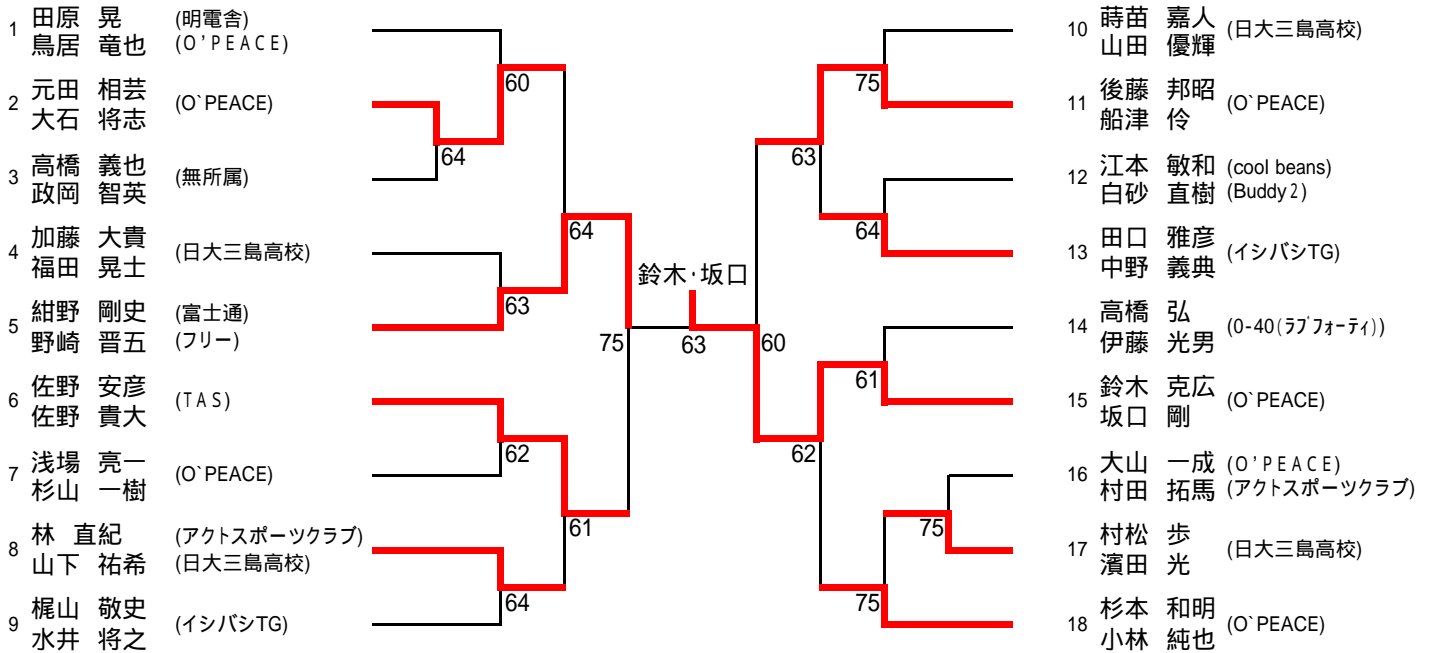 1 田原 晃 (明電舎)
鳥居 竜也 (O'PEACE)
2 元田 相芸 (O`PEACE)
大石 将志
3 高橋 義也 (無所属)
政岡 智英
4 加藤 大貴 (日大三島高校)
福田 晃士
5 紺野 剛史 (富士通)
野崎 晋五 (フリー)
6 佐野 安彦 (TAS)
佐野 貴大
7 浅場 亮一 (O`PEACE)
杉山 一樹
8 林 直紀 (アクトスポーツクラブ)
山下 祐希 (日大三島高校)
9 梶山 敬史 (イシバシTG)
水井 将之
60
64
64
63
75
62
61
64
鈴木・坂口
63
60
75
63
64
61
62
75
75
10 蒔苗 嘉人 (日大三島高校)
山田 優輝
11 後藤 邦昭 (O`PEACE)
船津 伶
12 江本 敏和 (cool beans)
白砂 直樹 (Buddy2)
13 田口 雅彦 (イシバシTG)
中野 義典
14 高橋 弘 (0-40(ラブフォーティ))
伊藤 光男
15 鈴木 克広 (O`PEACE)
坂口 剛
16 大山 一成 (O'PEACE)
村田 拓馬 (アクトスポーツクラブ)
17 村松 歩 (日大三島高校)
濱田 光
18 杉本 和明 (O`PEACE)
小林 純也